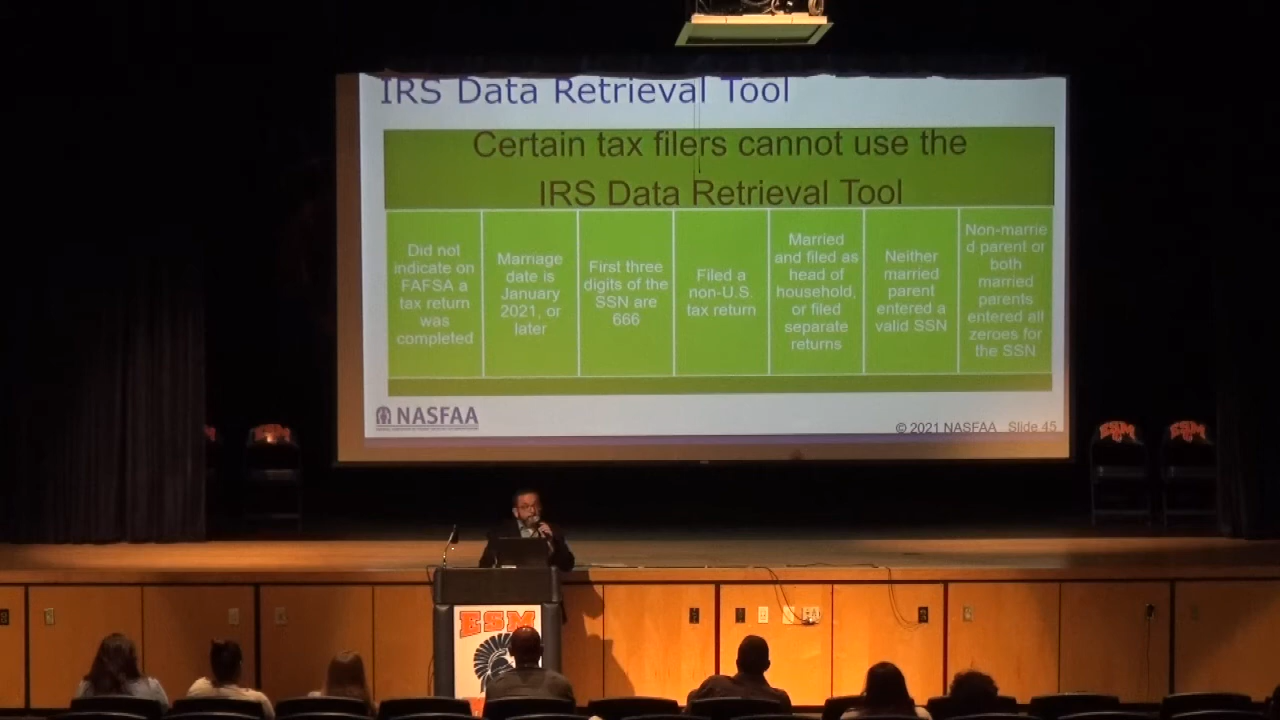 IRS Data Retrieval Tool
Certain tax filers cannot use the
IRS Data Retrieval Tool
Did not
indicate on
FAFSA a
tax return
was
completed
Marriage
date is
January
2021, or
later
First three
digits of the
SSN are
666
Filed a
non-U.S.
tax return
Married
and filed as
head of
household,
or filed
separate
returns
Neither
married
parent
entered a
valid SSN
Non-marrie
d parent or
both
married
parents
entered all
zeroes for
the SSN
NASFAA
© 2021 NASFAA Slide 45
ESM
ESM
ESM
ESM